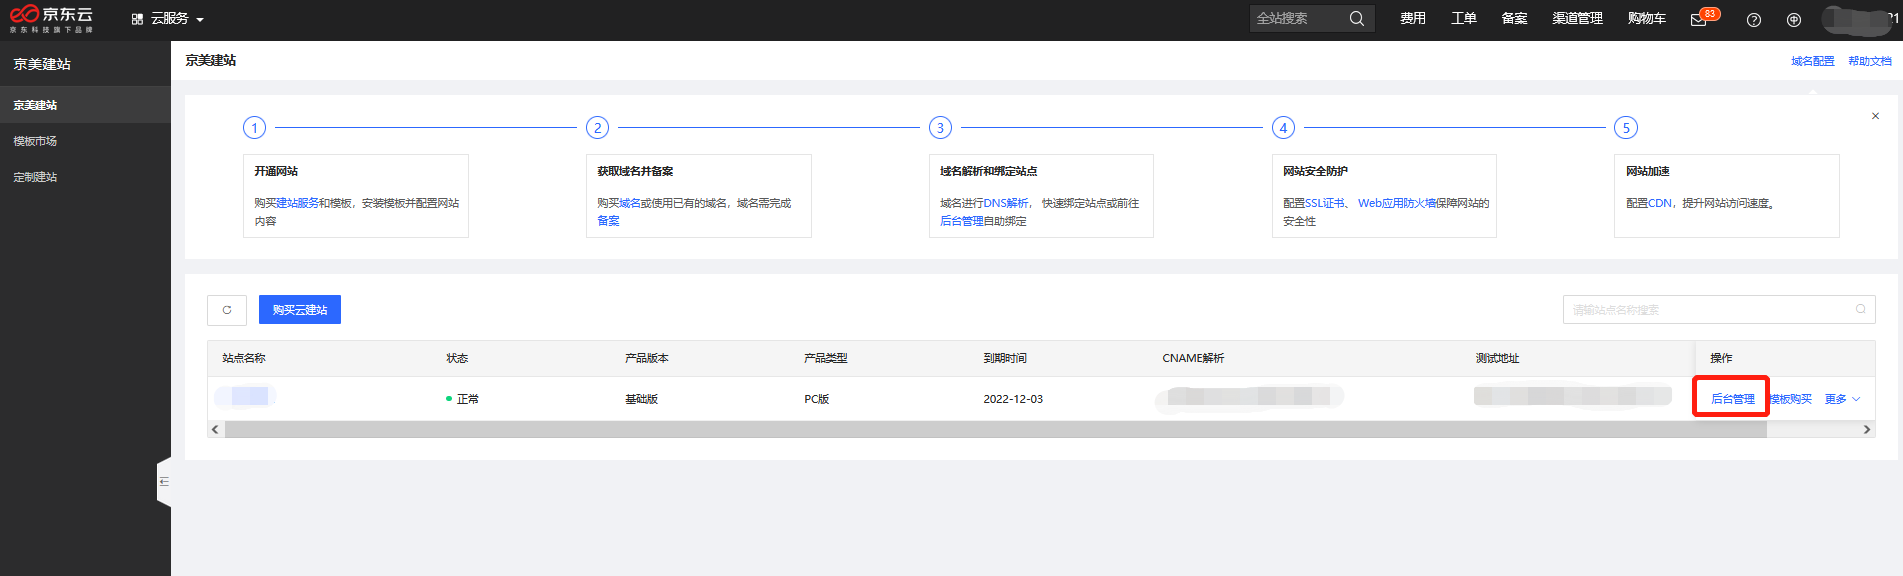 京东云
京东科技旗下品牌
云服务
全站搜索
费用
工单
备案
渠道管理
购物车
83
京美建站
京美建站
模板市场
定制建站
京美建站
域名配置
帮助文档
1
2
3
4
5
开通网站
购买建站服务和模板，安装模板并配置网站
内容
获取域名并备案
购买域名或使用已有的域名，域名需完成
备案
域名解析和绑定站点
域名进行DNS解析， 快速绑定站点或前往
后台管理自助绑定
网站安全防护
配置SSL证书、 Web应用防火墙保障网站的
安全性
网站加速
配置CDN，提升网站访问速度。
购买云建站
请输站点名称搜索
站点名称 状态 产品版本 产品类型 到期时间 CNAME解析 测试地址 操作
正常 基础版 PC版 2022-12-03 后台管理 模板购买 更多